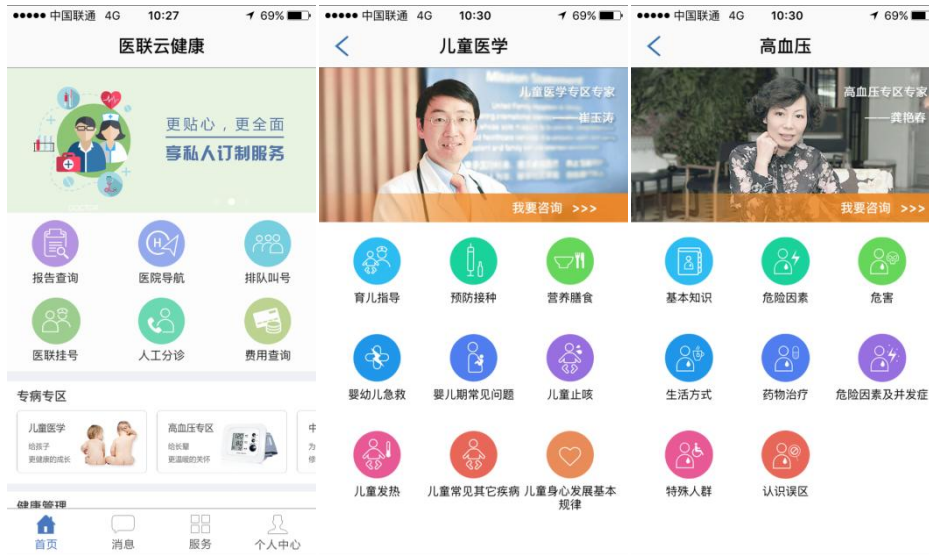 中国联通 4G 10:27 69%
医联云健康
更贴心，更全面
享私人订制服务
报告查询 医院导航 排队叫号
医联挂号 人工分诊 费用查询
专病专区
儿童医学
给孩子
更健康的成长
高血压专区
给长辈
更温暖的关怀
健康管理
首页 消息 服务 个人中心
中国联通 4G 10:30 69%
儿童医学
儿童医学专区专家
——崔玉涛
我要咨询 >>>
育儿指导 预防接种 营养膳食
婴幼儿急救 婴儿期常见问题 儿童止咳
儿童发热 儿童常见其它疾病 儿童身心发展基本
规律
中国联通 4G 10:30 69%
高血压
高血压专区专家
——龚艳春
我要咨询 >>>
基本知识 危险因素 危害
生活方式 药物治疗 危险因素及并发症
特殊人群 认识误区